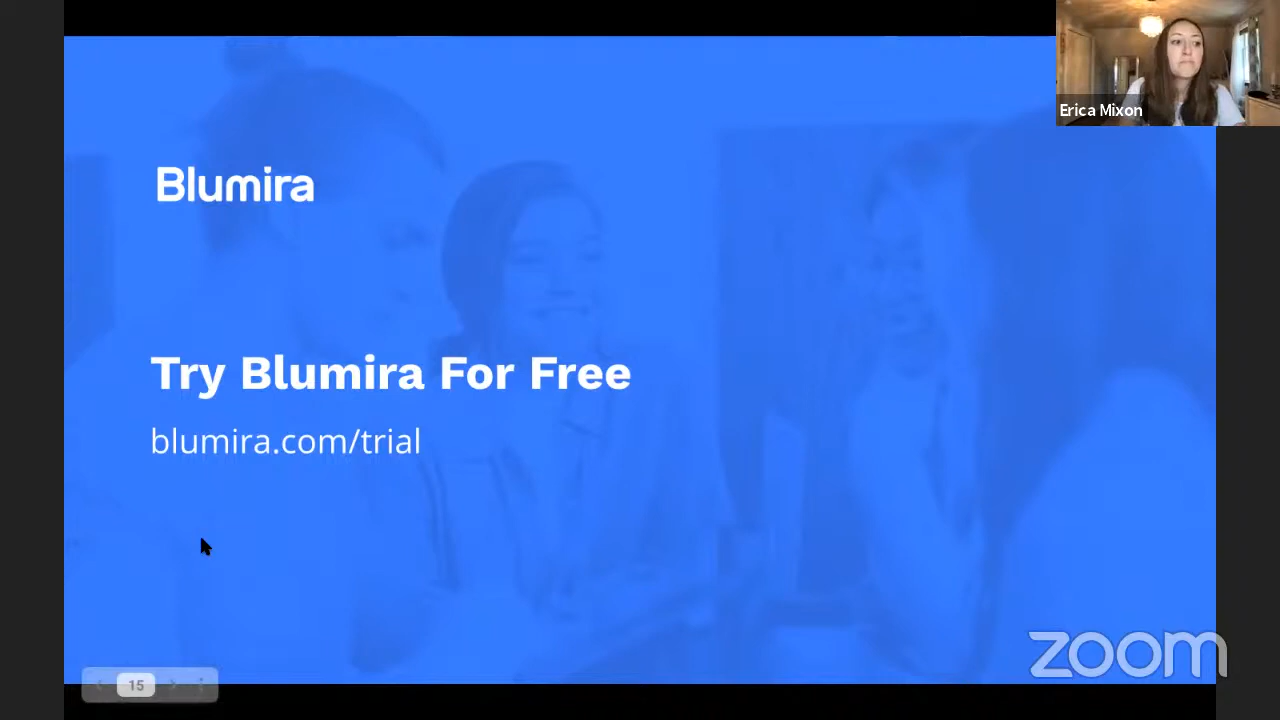 Erica Mixon
Blumira
Try Blumira For Free
blumira.com/trial
zoom
15